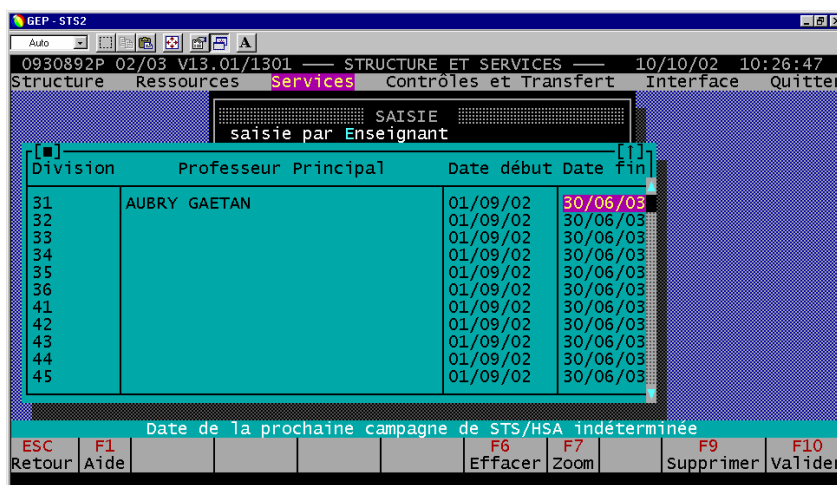 GEP - STS2
Auto A
0930892P 02/03 V13.01/1301 —— STRUCTURE ET SERVICES —— 10/10/02 10:26:47
Structure Ressources Services Contrôles et Transfert Interface Quitter
SAISIE
saisie par Enseignant
[■] [↑]
Division Professeur Principal Date début Date fin
31 AUBRY GAETAN 01/09/02 30/06/03
32 01/09/02 30/06/03
33 01/09/02 30/06/03
34 01/09/02 30/06/03
35 01/09/02 30/06/03
36 01/09/02 30/06/03
41 01/09/02 30/06/03
42 01/09/02 30/06/03
43 01/09/02 30/06/03
44 01/09/02 30/06/03
45 01/09/02 30/06/03
Date de la prochaine campagne de STS/HSA indéterminée
ESC F1 F6 F7 F9 F10
Retour Aide Effacer Zoom Supprimer Valider